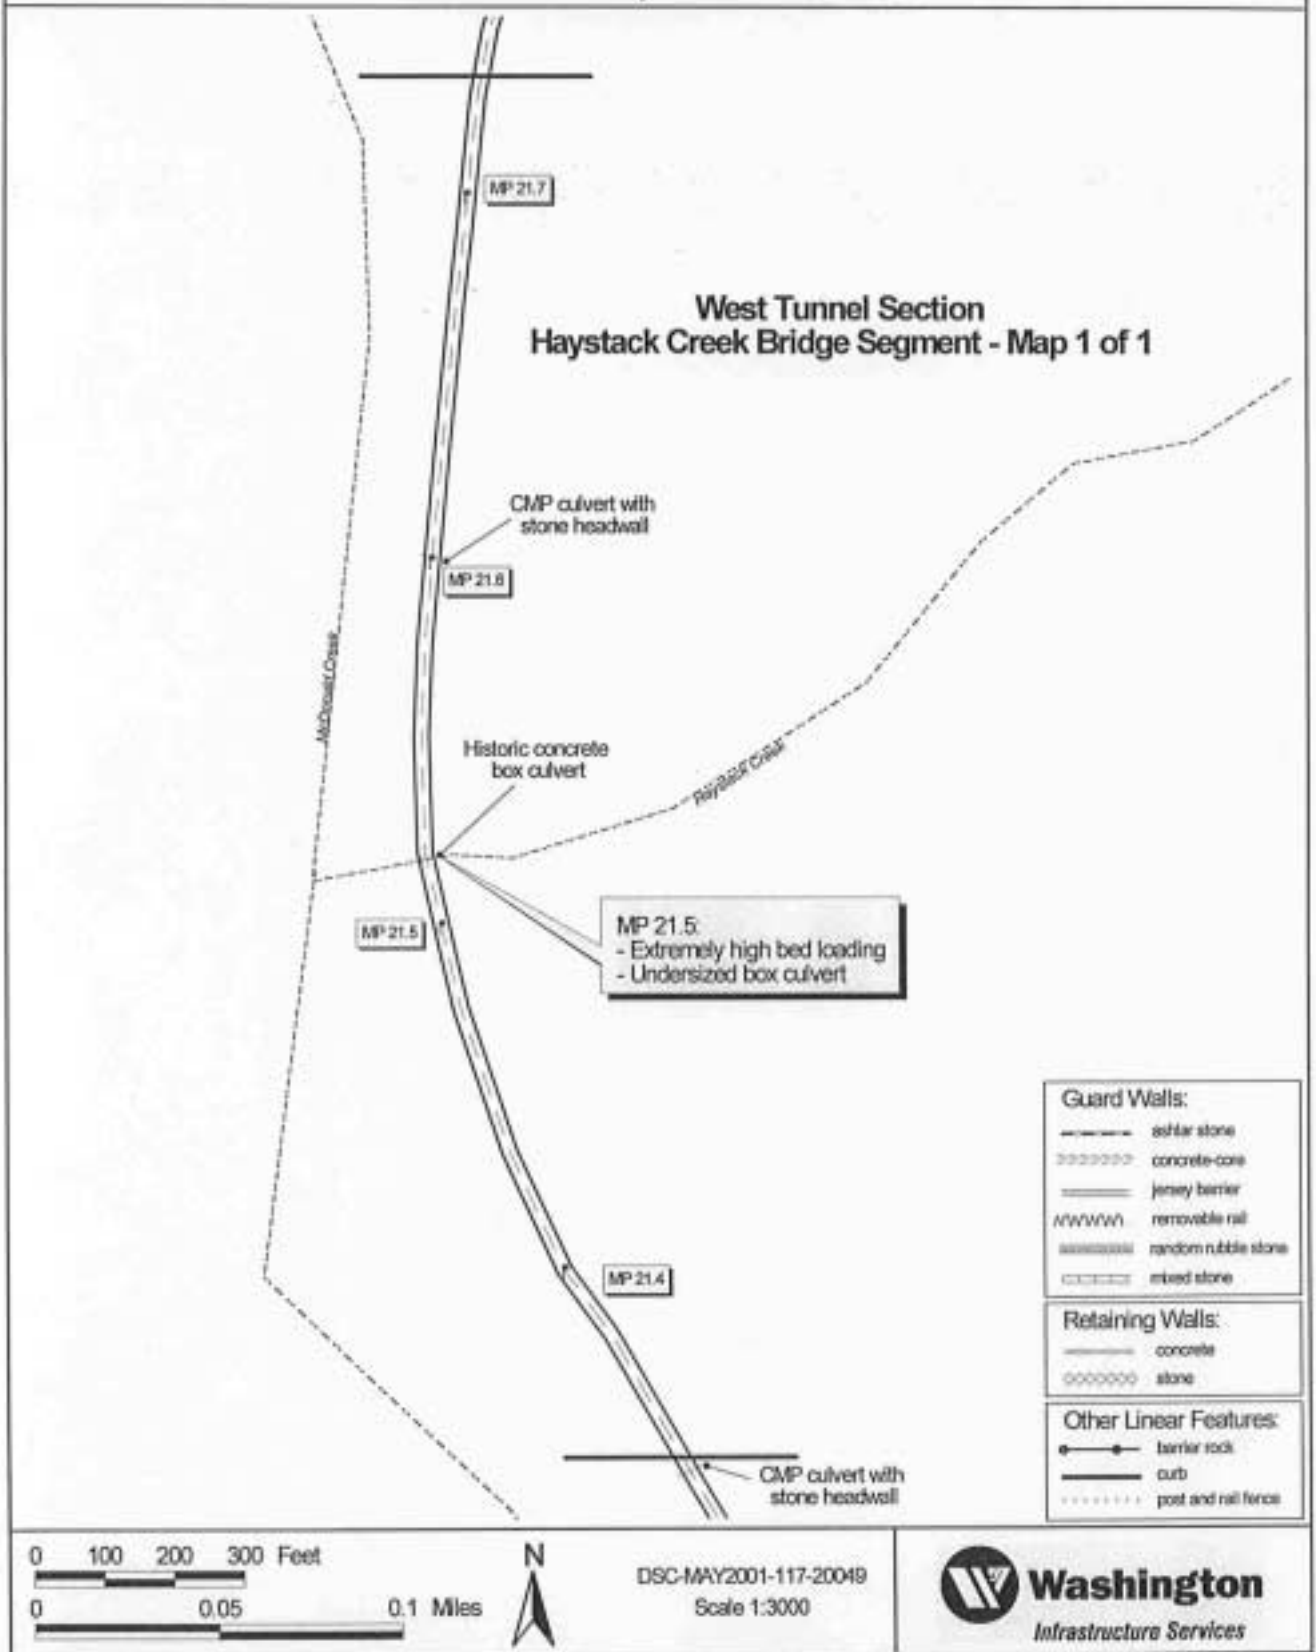 MP 21.7
West Tunnel Section
Haystack Creek Bridge Segment - Map 1 of 1
CMP culvert with
stone headwall
MP 21.6
McDonald Creek
Historic concrete
box culvert
Haystack Creek
MP 21.5
MP 21.5:
- Extremely high bed loading
- Undersized box culvert
MP 21.4
CMP culvert with
stone headwall
Guard Walls:
ashlar stone
concrete-core
jersey barrier
removable rail
random rubble stone
mixed stone
Retaining Walls:
concrete
stone
Other Linear Features:
barrier rock
curb
post and rail fence
0 100 200 300 Feet
0 0.05 0.1 Miles
N
DSC-MAY2001-117-20049
Scale 1:3000
Washington
Infrastructure Services